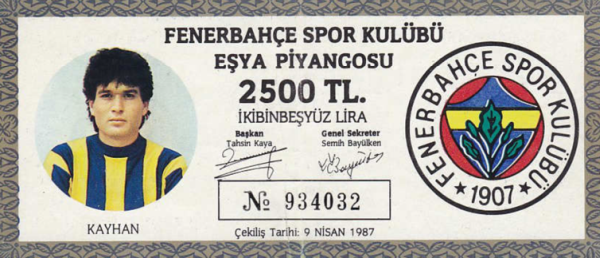 FENERBAHÇE SPOR KULÜBÜ
EŞYA PİYANGOSU
2500 TL.
İKİBİNBEŞYÜZ LİRA
Başkan
Tahsin Kaya
Genel Sekreter
Semih Bayülken
№ 934032
Çekiliş Tarihi: 9 NİSAN 1987
KAYHAN
FENERBAHÇE SPOR KULÜBÜ
★ 1907 ★